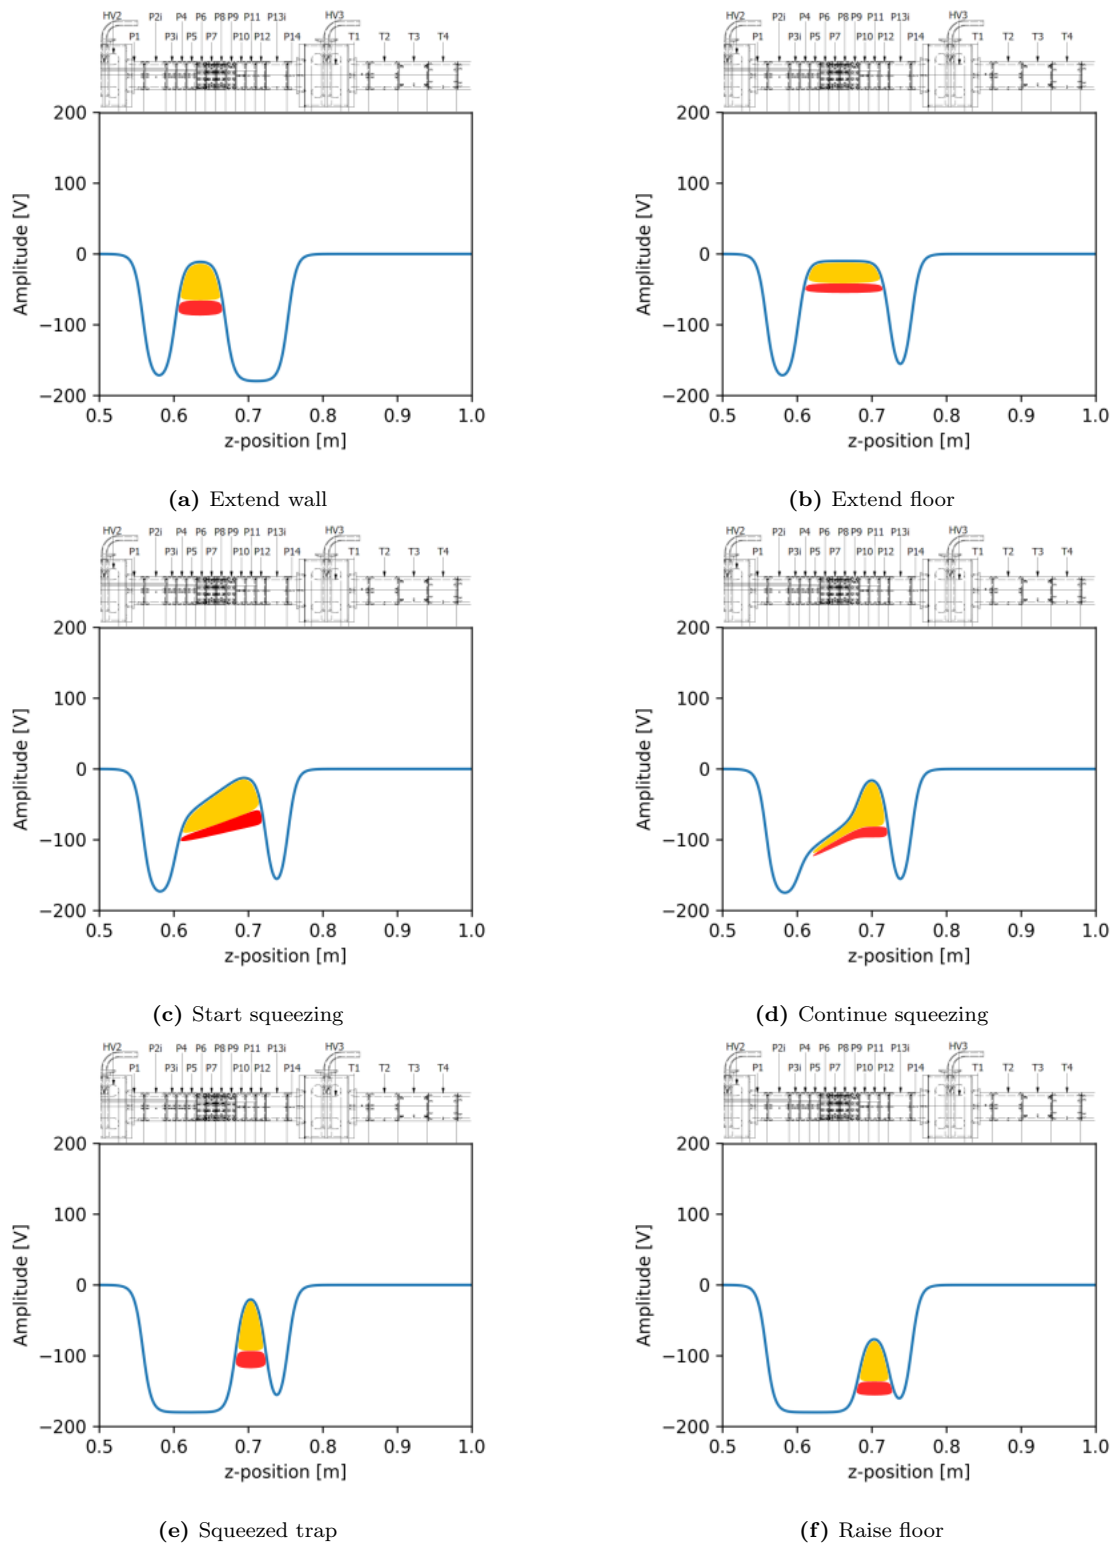 HV2 P2i P4 P6 P8 P9 P11 P13i HV3
P1 P3i P5 P7 P10 P12 P14 T1 T2 T3 T4
200
100
0
−100
−200
Amplitude [V]
0.5 0.6 0.7 0.8 0.9 1.0
z-position [m]
(a) Extend wall
HV2 P2i P4 P6 P8 P9 P11 P13i HV3
P1 P3i P5 P7 P10 P12 P14 T1 T2 T3 T4
200
100
0
−100
−200
Amplitude [V]
0.5 0.6 0.7 0.8 0.9 1.0
z-position [m]
(b) Extend floor
HV2 P2i P4 P6 P8 P9 P11 P13i HV3
P1 P3i P5 P7 P10 P12 P14 T1 T2 T3 T4
200
100
0
−100
−200
Amplitude [V]
0.5 0.6 0.7 0.8 0.9 1.0
z-position [m]
(c) Start squeezing
HV2 P2i P4 P6 P8 P9 P11 P13i HV3
P1 P3i P5 P7 P10 P12 P14 T1 T2 T3 T4
200
100
0
−100
−200
Amplitude [V]
0.5 0.6 0.7 0.8 0.9 1.0
z-position [m]
(d) Continue squeezing
HV2 P2i P4 P6 P8 P9 P11 P13i HV3
P1 P3i P5 P7 P10 P12 P14 T1 T2 T3 T4
200
100
0
−100
−200
Amplitude [V]
0.5 0.6 0.7 0.8 0.9 1.0
z-position [m]
(e) Squeezed trap
HV2 P2i P4 P6 P8 P9 P11 P13i HV3
P1 P3i P5 P7 P10 P12 P14 T1 T2 T3 T4
200
100
0
−100
−200
Amplitude [V]
0.5 0.6 0.7 0.8 0.9 1.0
z-position [m]
(f) Raise floor